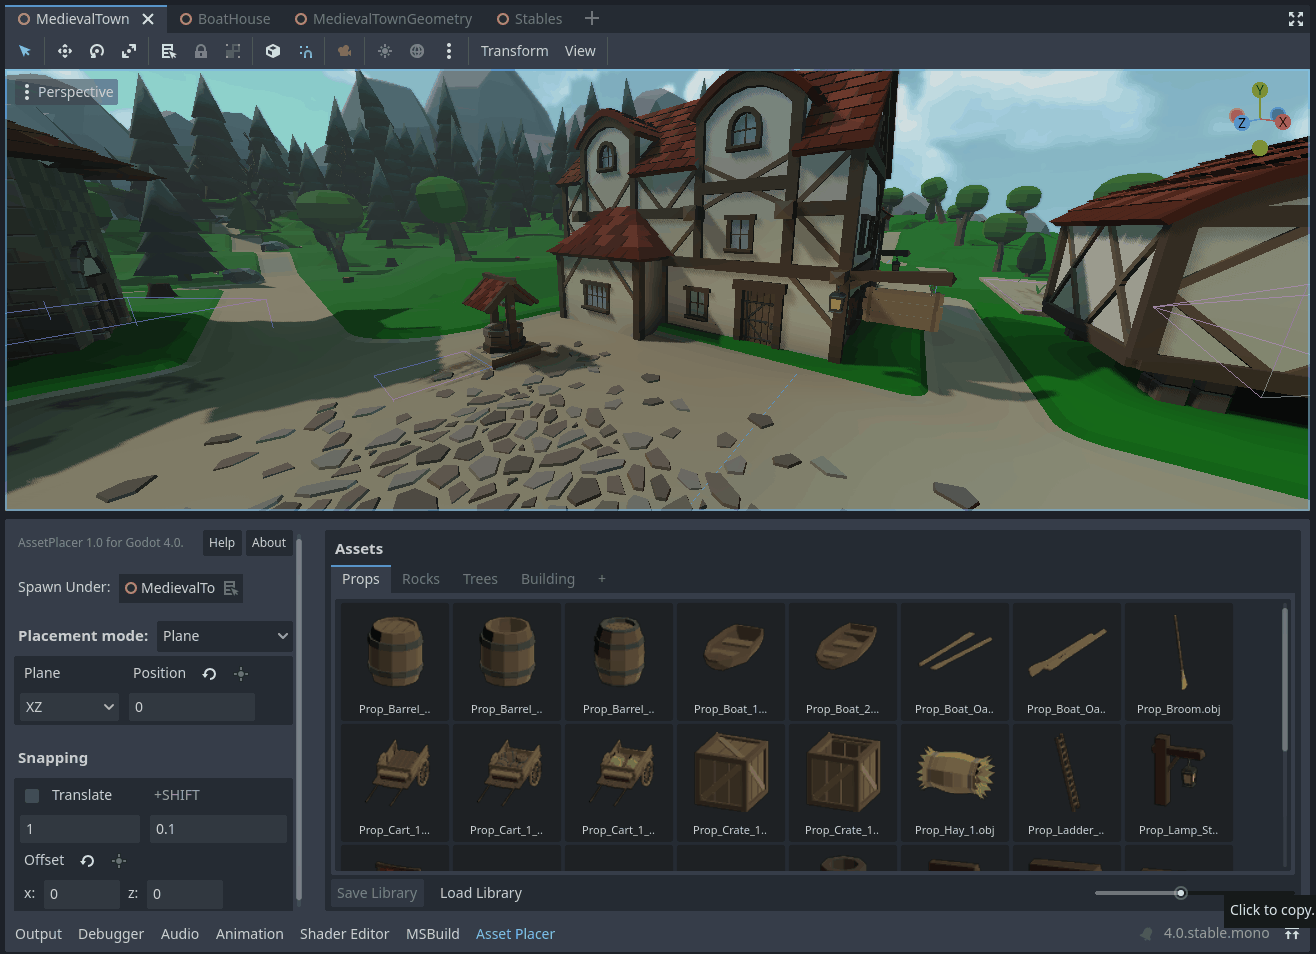 MedievalTown BoatHouse MedievalTownGeometry Stables
Transform View
Perspective
Y
Z X
AssetPlacer 1.0 for Godot 4.0. Help About
Spawn Under: MedievalTo
Placement mode: Plane
Plane Position
XZ 0
Snapping
Translate +SHIFT
1 0.1
Offset
x: 0 z: 0
Assets
Props Rocks Trees Building +
Prop_Barrel_.. Prop_Barrel_.. Prop_Barrel_.. Prop_Boat_1... Prop_Boat_2... Prop_Boat_Oa.. Prop_Boat_Oa.. Prop_Broom.obj
Prop_Cart_1... Prop_Cart_1_.. Prop_Cart_1_.. Prop_Crate_1.. Prop_Crate_1.. Prop_Hay_1.obj Prop_Ladder_.. Prop_Lamp_St..
Save Library Load Library
Click to copy.
Output Debugger Audio Animation Shader Editor MSBuild Asset Placer 4.0.stable.mono